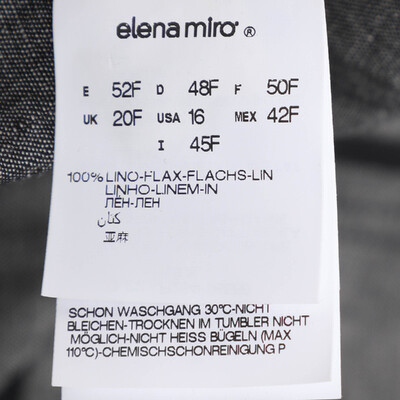 elena mirò ®
E 52F D 48F F 50F
UK 20F USA 16 MEX 42F
I 45F
100% LINO-FLAX-FLACHS-LIN
LINHO-LINEM-IN
ЛЁН-ЛЕН
كتان
亚麻
SCHON WASCHGANG 30°C-NICHT
BLEICHEN-TROCKNEN IM TUMBLER NICHT
MÖGLICH-NICHT HEISS BÜGELN (MAX
110°C)-CHEMISCHSCHONREINIGUNG P